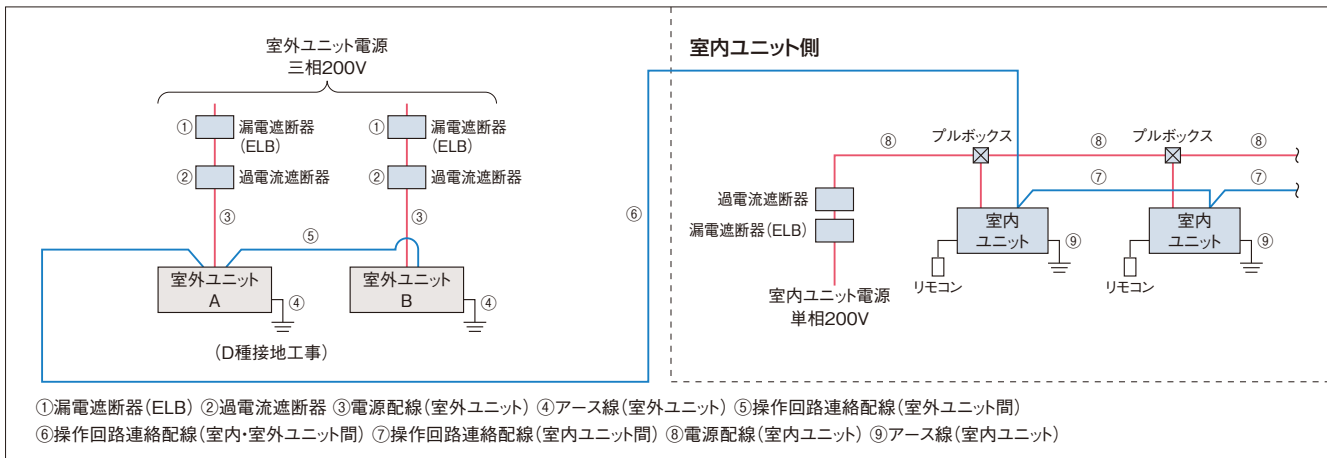 室外ユニット電源
三相200V
室内ユニット側
① 漏電遮断器
(ELB)
① 漏電遮断器
(ELB)
② 過電流遮断器
② 過電流遮断器
③
③
⑤
⑥
室外ユニット
A
④
室外ユニット
B
④
(D種接地工事)
⑧
プルボックス
⑧
プルボックス
⑧
過電流遮断器
漏電遮断器(ELB)
室内ユニット電源
単相200V
⑦
⑦
室内
ユニット
⑨
リモコン
室内
ユニット
⑨
リモコン
①漏電遮断器(ELB) ②過電流遮断器 ③電源配線(室外ユニット) ④アース線(室外ユニット) ⑤操作回路連絡配線(室外ユニット間)
⑥操作回路連絡配線(室内・室外ユニット間) ⑦操作回路連絡配線(室内ユニット間) ⑧電源配線(室内ユニット) ⑨アース線(室内ユニット)